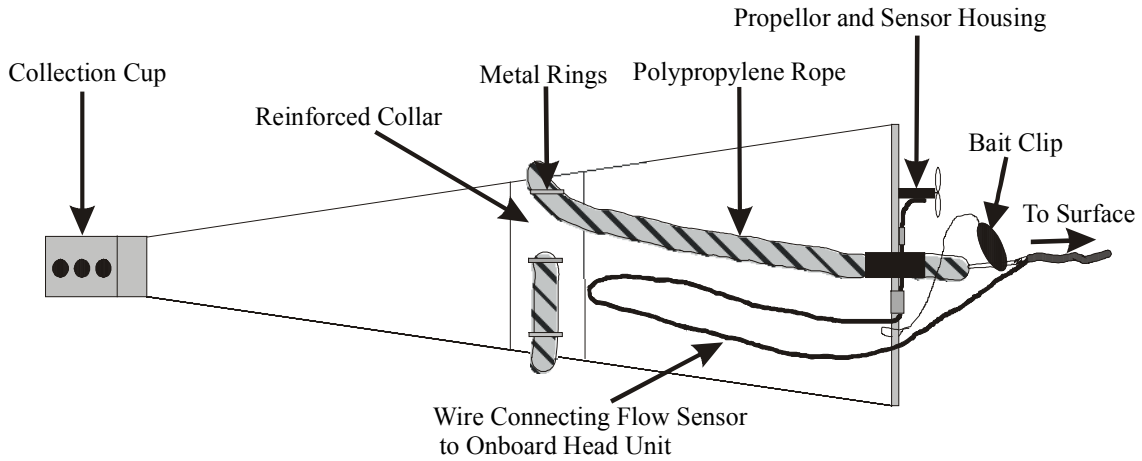 Propellor and Sensor Housing
Collection Cup
Metal Rings
Polypropylene Rope
Reinforced Collar
Bait Clip
To Surface
Wire Connecting Flow Sensor
to Onboard Head Unit